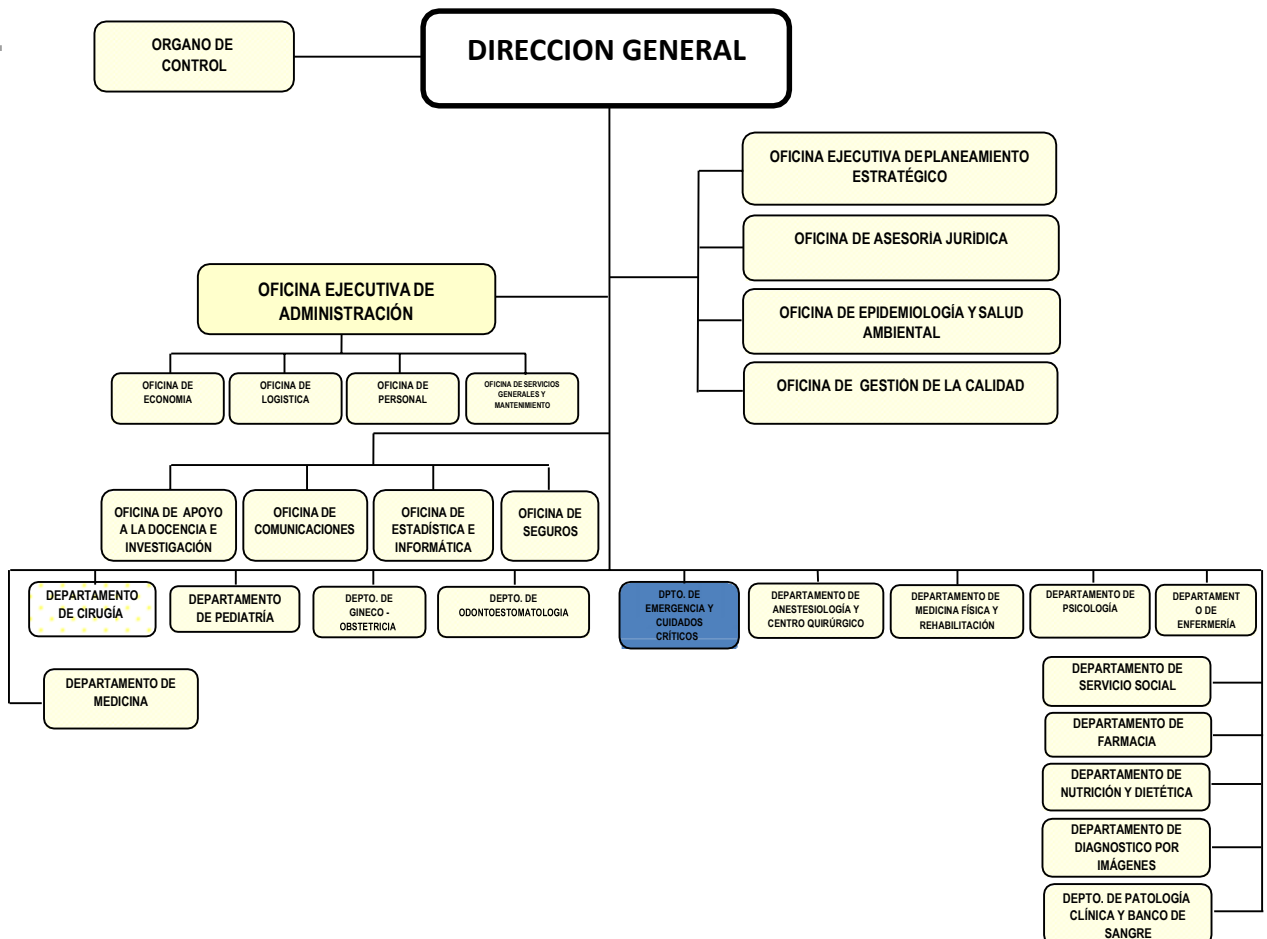 ORGANO DE
CONTROL
DIRECCION GENERAL
OFICINA EJECUTIVA DE PLANEAMIENTO
ESTRATÉGICO
OFICINA DE ASESORÍA JURÍDICA
OFICINA DE EPIDEMIOLOGÍA Y SALUD
AMBIENTAL
OFICINA DE GESTIÓN DE LA CALIDAD
OFICINA EJECUTIVA DE
ADMINISTRACIÓN
OFICINA DE
ECONOMIA
OFICINA DE
LOGISTICA
OFICINA DE
PERSONAL
OFICINA DE SERVICIOS
GENERALES Y
MANTENIMIENTO
OFICINA DE APOYO
A LA DOCENCIA E
INVESTIGACIÓN
OFICINA DE
COMUNICACIONES
OFICINA DE
ESTADÍSTICA E
INFORMÁTICA
OFICINA DE
SEGUROS
DEPARTAMENTO
DE CIRUGÍA
DEPARTAMENTO
DE PEDIATRÍA
DEPTO. DE
GINECO -
OBSTETRICIA
DEPTO. DE
ODONTOESTOMATOLOGIA
DPTO. DE
EMERGENCIA Y
CUIDADOS
CRÍTICOS
DEPARTAMENTO DE
ANESTESIOLOGÍA Y
CENTRO QUIRÚRGICO
DEPARTAMENTO DE
MEDICINA FÍSICA Y
REHABILITACIÓN
DEPARTAMENTO DE
PSICOLOGÍA
DEPARTAMENT
O DE
ENFERMERÍA
DEPARTAMENTO DE
MEDICINA
DEPARTAMENTO DE
SERVICIO SOCIAL
DEPARTAMENTO DE
FARMACIA
DEPARTAMENTO DE
NUTRICIÓN Y DIETÉTICA
DEPARTAMENTO DE
DIAGNOSTICO POR
IMÁGENES
DEPTO. DE PATOLOGÍA
CLÍNICA Y BANCO DE
SANGRE